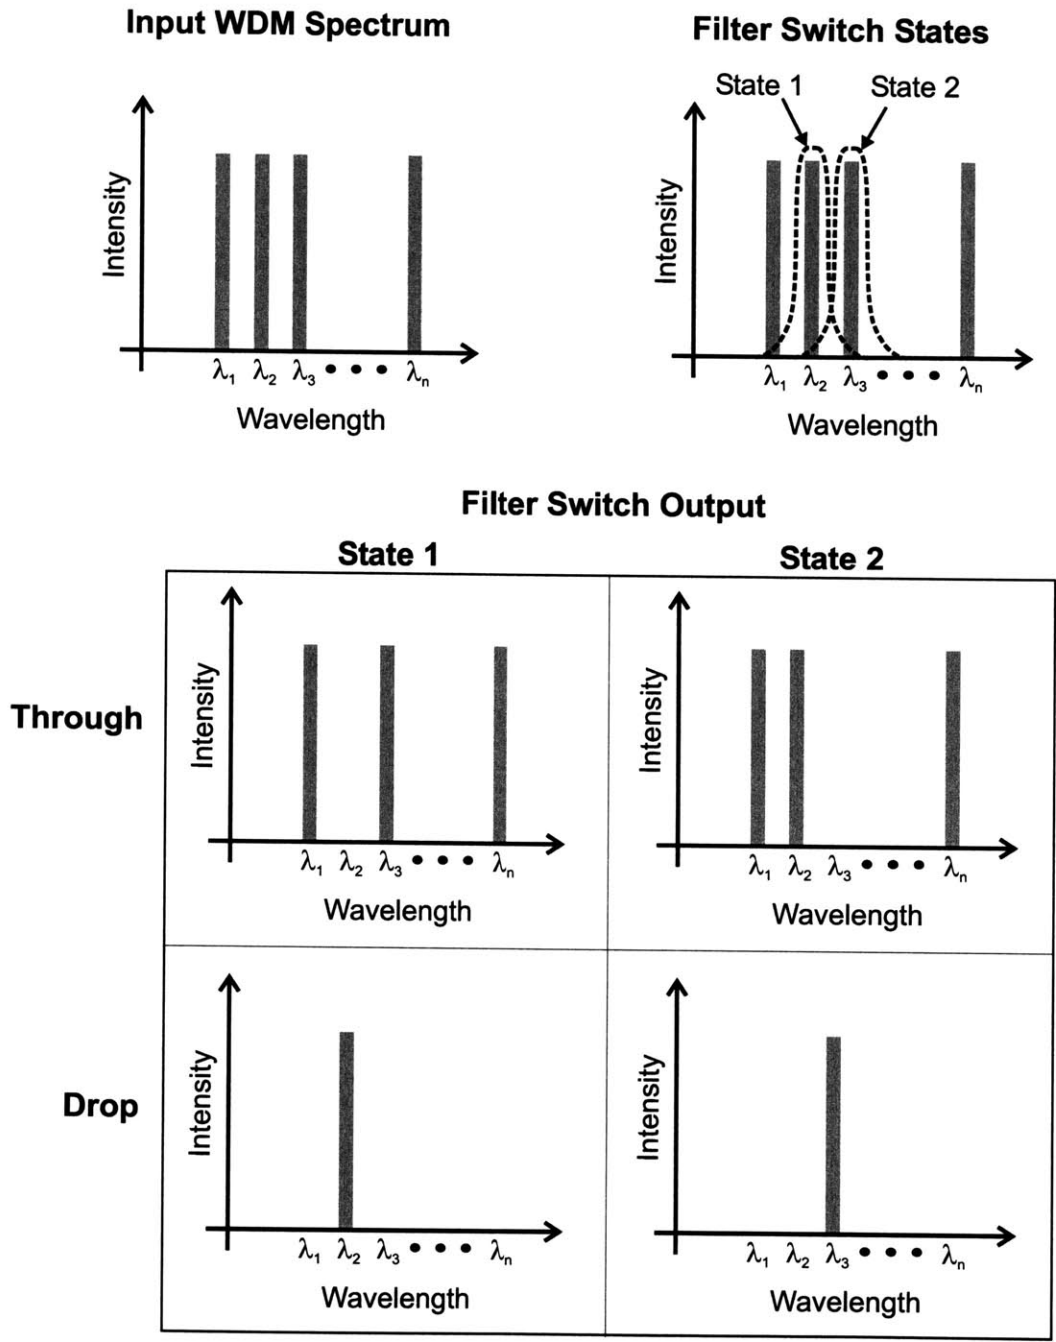 Input WDM Spectrum
Filter Switch States
State 1
State 2
Intensity
Intensity
λ1 λ2 λ3 • • • λn
λ1 λ2 λ3 • • • λn
Wavelength
Wavelength
Filter Switch Output
State 1
State 2
Through
Intensity
Intensity
λ1 λ2 λ3 • • • λn
λ1 λ2 λ3 • • • λn
Wavelength
Wavelength
Drop
Intensity
Intensity
λ1 λ2 λ3 • • • λn
λ1 λ2 λ3 • • • λn
Wavelength
Wavelength